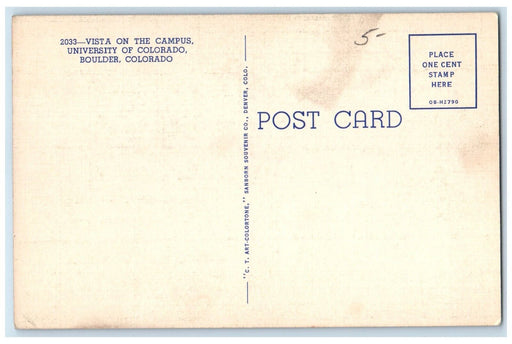 2033—VISTA ON THE CAMPUS,
UNIVERSITY OF COLORADO,
BOULDER, COLORADO
"C. T. ART-COLORTONE," SANBORN SOUVENIR CO., DENVER, COLO.
5-
POST CARD
PLACE
ONE CENT
STAMP
HERE
OB-H2790